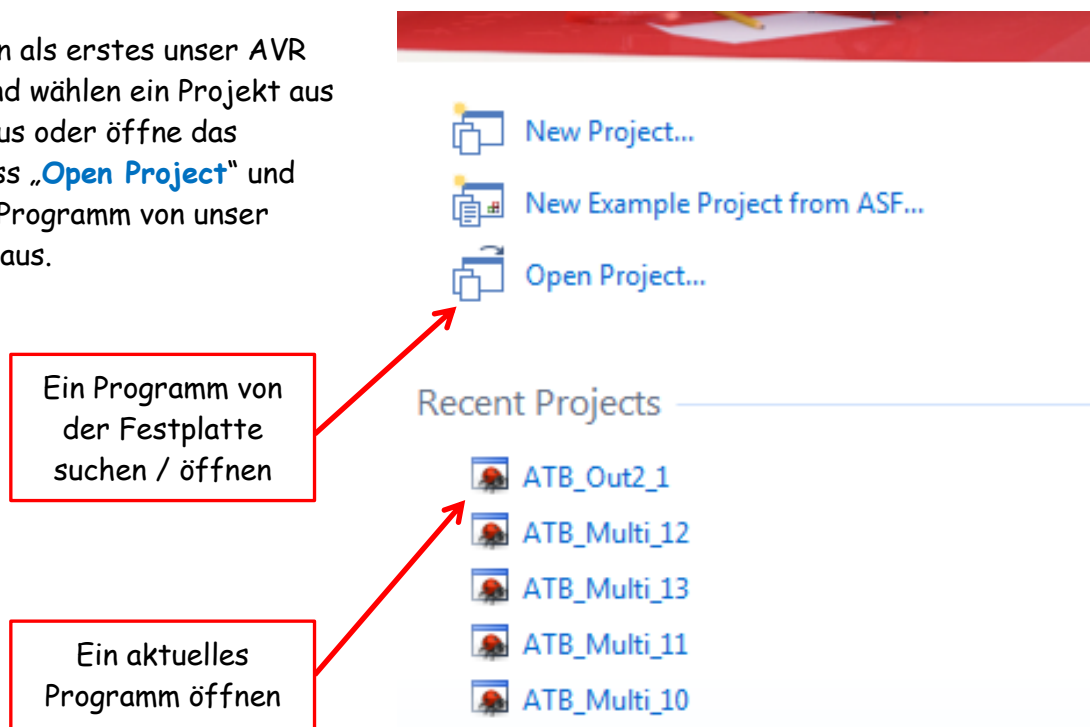 n als erstes unser AVR
nd wählen ein Projekt aus
us oder öffne das
ss „Open Project“ und
Programm von unser
aus.
New Project...
New Example Project from ASF...
Open Project...
Ein Programm von
der Festplatte
suchen / öffnen
Recent Projects
ATB_Out2_1
ATB_Multi_12
ATB_Multi_13
ATB_Multi_11
ATB_Multi_10
Ein aktuelles
Programm öffnen